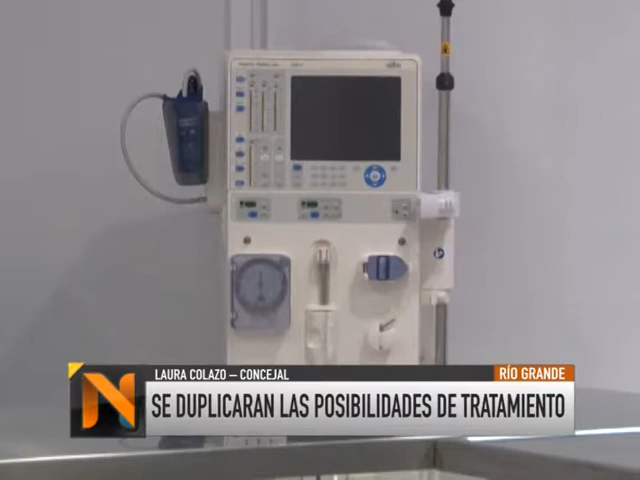 LAURA COLAZO – CONCEJAL
RÍO GRANDE
N
SE DUPLICARAN LAS POSIBILIDADES DE TRATAMIENTO